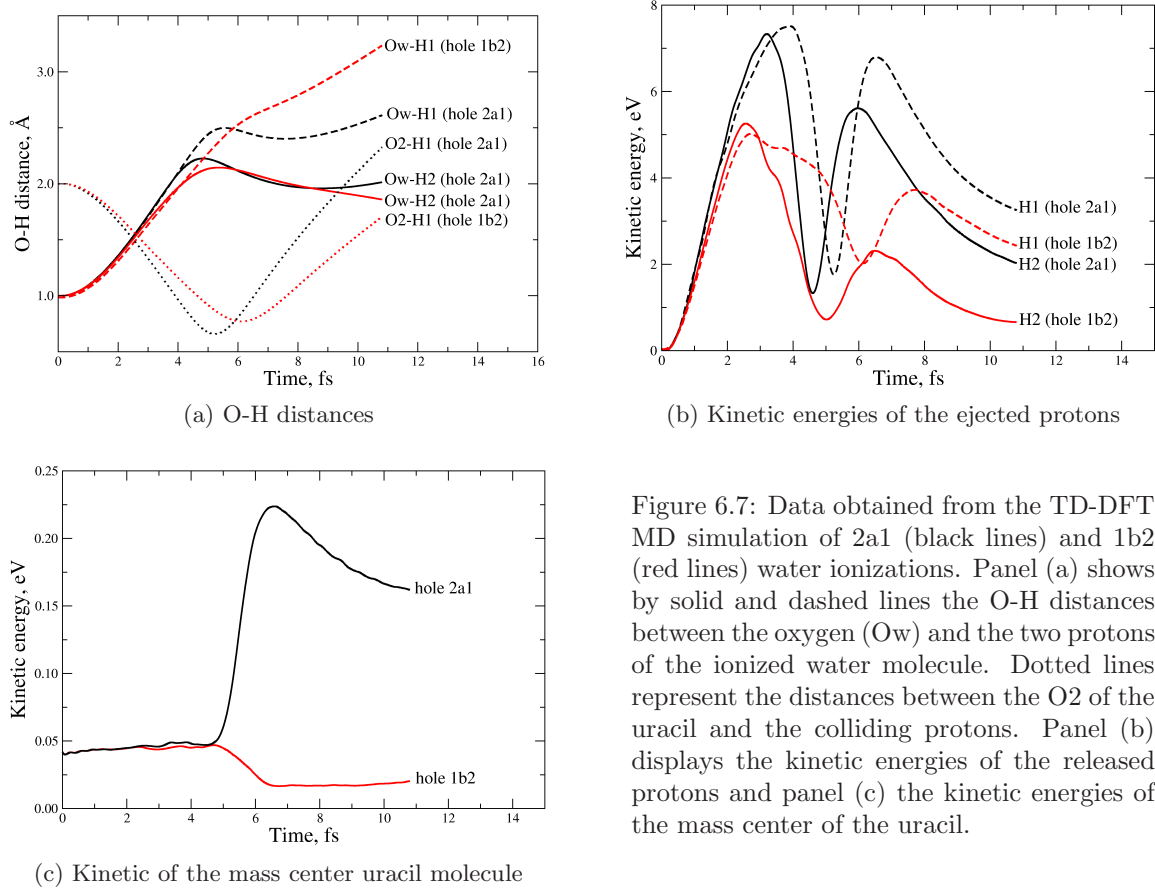 O-H distance, Å
3.0
2.0
1.0
0
2
4
6
8
10
12
14
16
Time, fs
Ow-H1 (hole 1b2)
Ow-H1 (hole 2a1)
O2-H1 (hole 2a1)
Ow-H2 (hole 2a1)
Ow-H2 (hole 2a1)
O2-H1 (hole 1b2)
(a) O-H distances
Kinetic energy, eV
8
6
4
2
0
0
2
4
6
8
10
12
14
Time, fs
H1 (hole 2a1)
H1 (hole 1b2)
H2 (hole 2a1)
H2 (hole 1b2)
(b) Kinetic energies of the ejected protons
Kinetic energy, eV
0.25
0.20
0.15
0.10
0.05
0.00
0
2
4
6
8
10
12
14
Time, fs
hole 2a1
hole 1b2
(c) Kinetic of the mass center uracil molecule
Figure 6.7: Data obtained from the TD-DFT
MD simulation of 2a1 (black lines) and 1b2
(red lines) water ionizations. Panel (a) shows
by solid and dashed lines the O-H distances
between the oxygen (Ow) and the two protons
of the ionized water molecule. Dotted lines
represent the distances between the O2 of the
uracil and the colliding protons. Panel (b)
displays the kinetic energies of the released
protons and panel (c) the kinetic energies of
the mass center of the uracil.